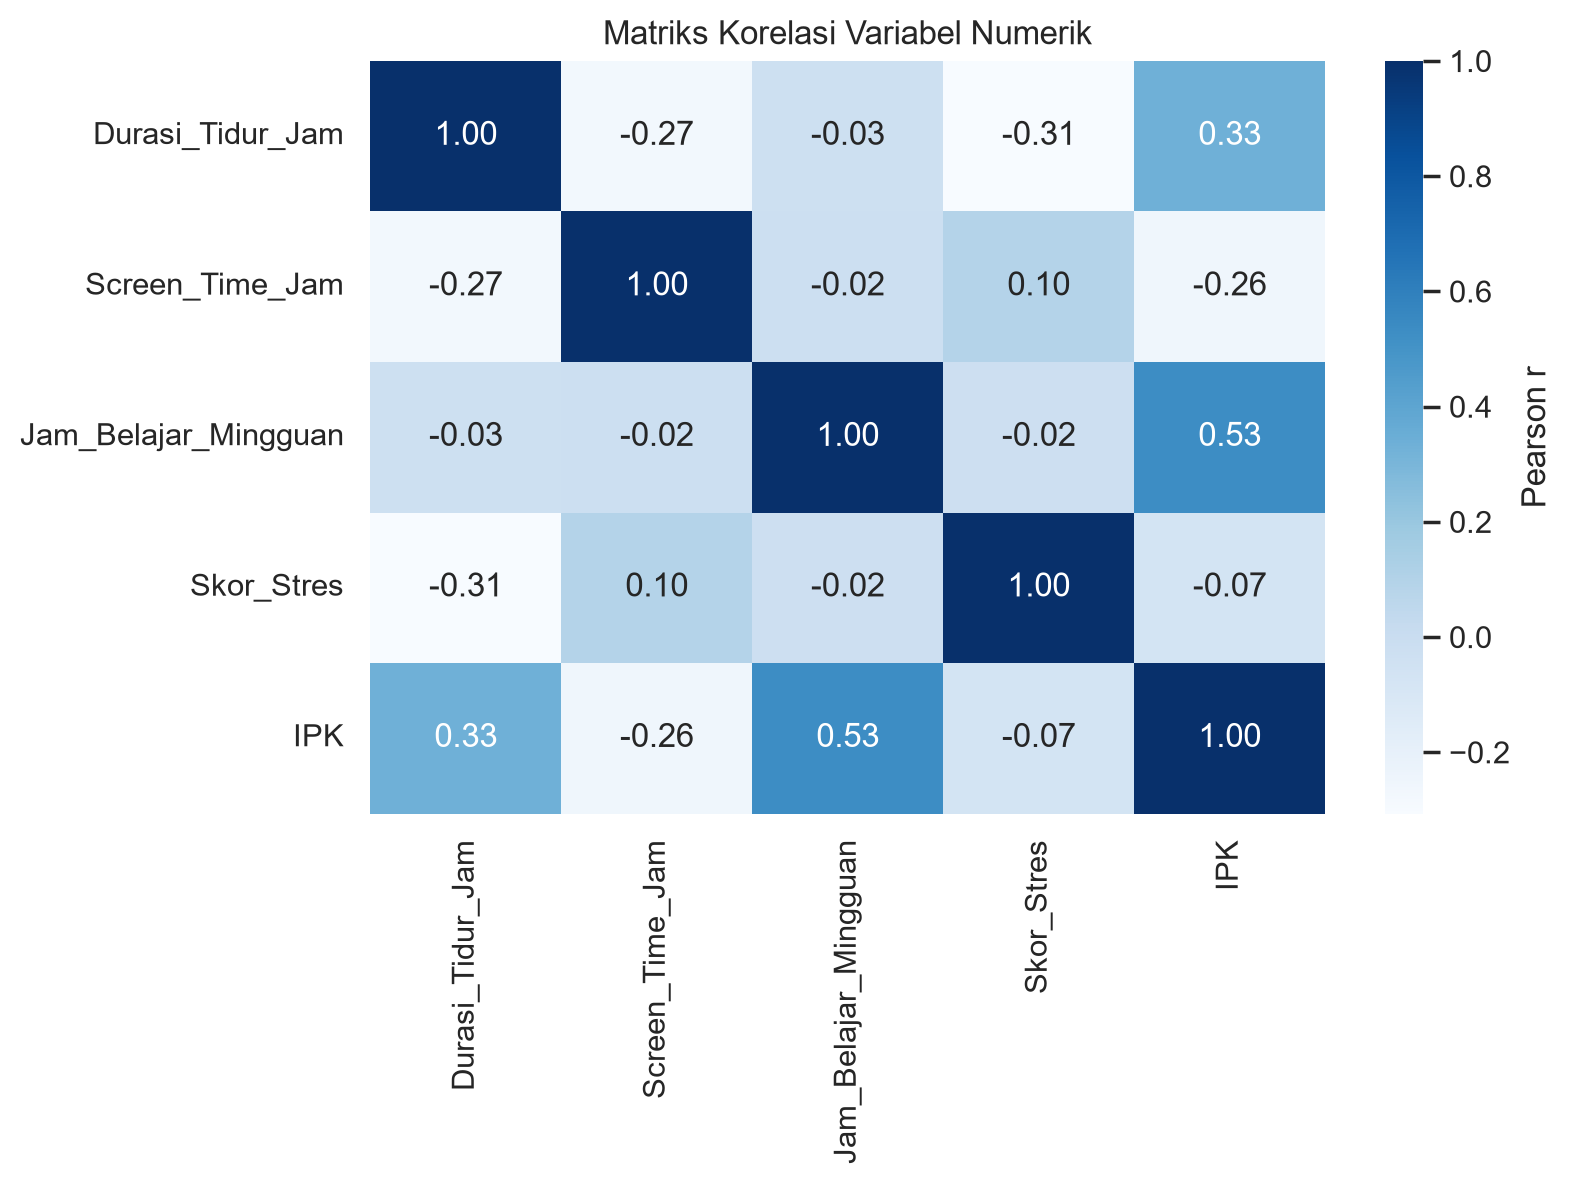 Matriks Korelasi Variabel Numerik
Durasi_Tidur_Jam 1.00 -0.27 -0.03 -0.31 0.33
Screen_Time_Jam -0.27 1.00 -0.02 0.10 -0.26
Jam_Belajar_Mingguan -0.03 -0.02 1.00 -0.02 0.53
Skor_Stres -0.31 0.10 -0.02 1.00 -0.07
IPK 0.33 -0.26 0.53 -0.07 1.00
Durasi_Tidur_Jam
Screen_Time_Jam
Jam_Belajar_Mingguan
Skor_Stres
IPK
1.0
0.8
0.6
0.4
0.2
0.0
−0.2
Pearson r